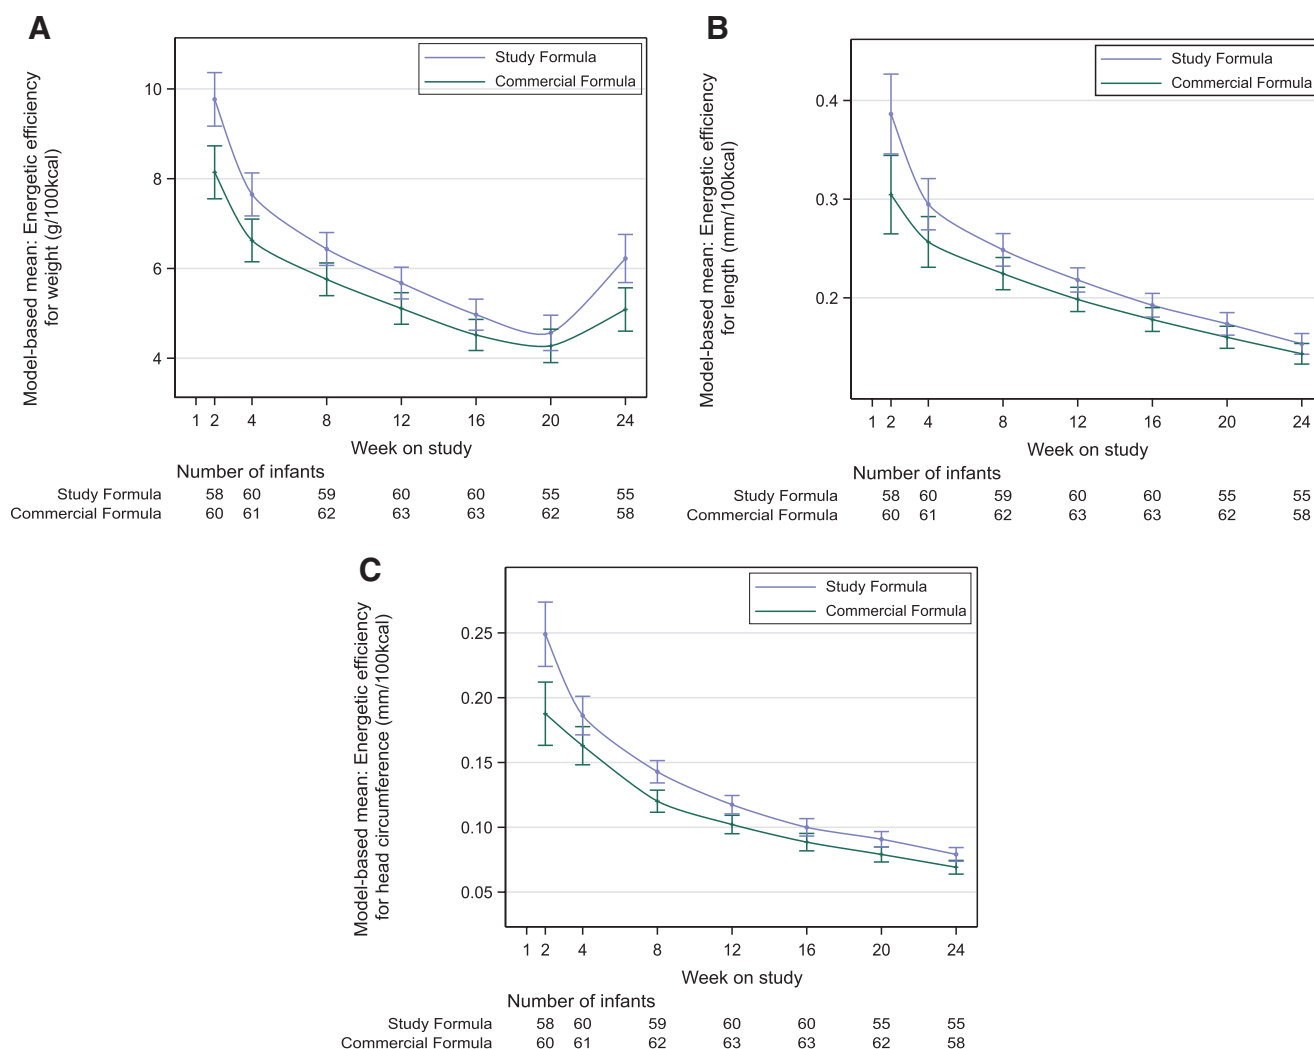 A
Model-based mean: Energetic efficiency
for weight (g/100kcal)
Study Formula
Commercial Formula
10
8
6
4
1 2 4 8 12 16 20 24
Week on study
Number of infants
Study Formula 58 60 59 60 60 55 55
Commercial Formula 60 61 62 63 63 62 58
B
Model-based mean: Energetic efficiency
for length (mm/100kcal)
Study Formula
Commercial Formula
0.4
0.3
0.2
1 2 4 8 12 16 20 24
Week on study
Number of infants
Study Formula 58 60 59 60 60 55 55
Commercial Formula 60 61 62 63 63 62 58
C
Model-based mean: Energetic efficiency
for head circumference (mm/100kcal)
Study Formula
Commercial Formula
0.25
0.20
0.15
0.10
0.05
1 2 4 8 12 16 20 24
Week on study
Number of infants
Study Formula 58 60 59 60 60 55 55
Commercial Formula 60 61 62 63 63 62 58